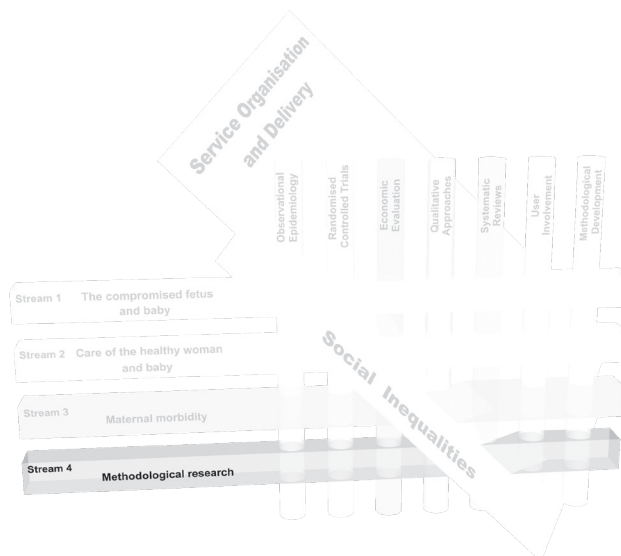 Service Organisation
and Delivery
Observational
Epidemiology
Randomised
Controlled Trials
Economic
Evaluation
Qualitative
Approaches
Systematic
Reviews
User
Involvement
Methodological
Development
Stream 1 The compromised fetus
and baby
Stream 2 Care of the healthy woman
and baby
Social Inequalities
Stream 3 Maternal morbidity
Stream 4 Methodological research